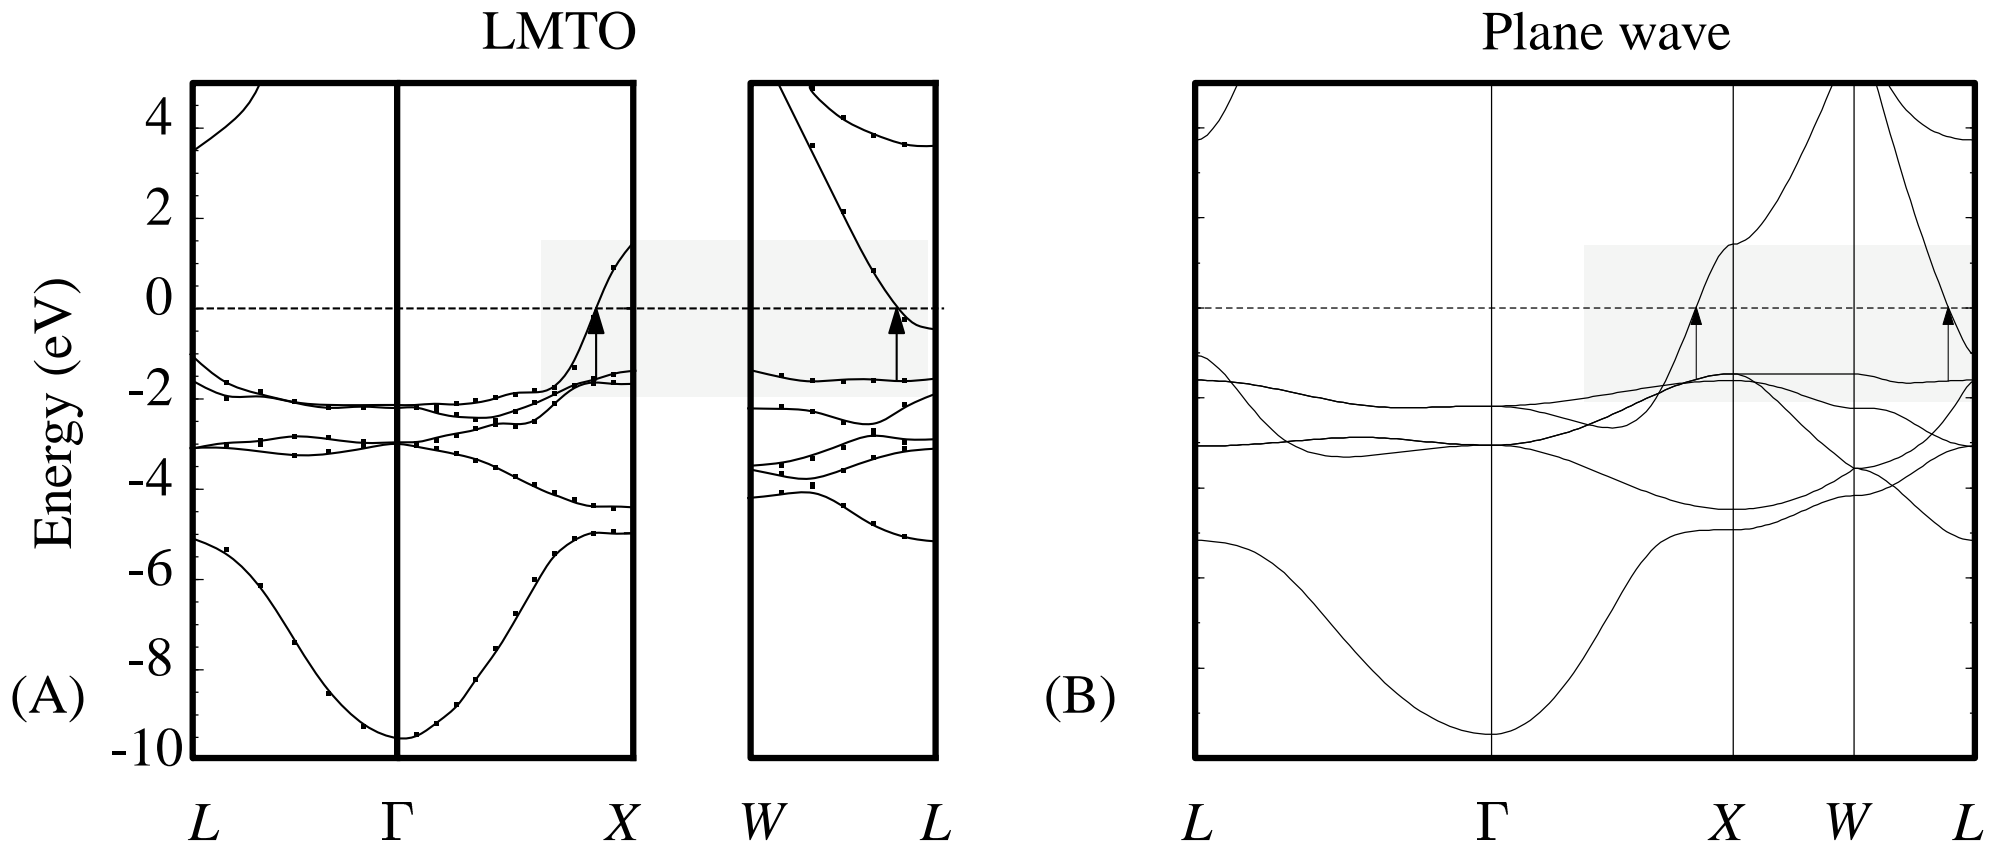 LMTO
Plane wave
4
2
0
-2
-4
-6
-8
-10
Energy (eV)
(A)
(B)
L Γ X W L
L Γ X W L